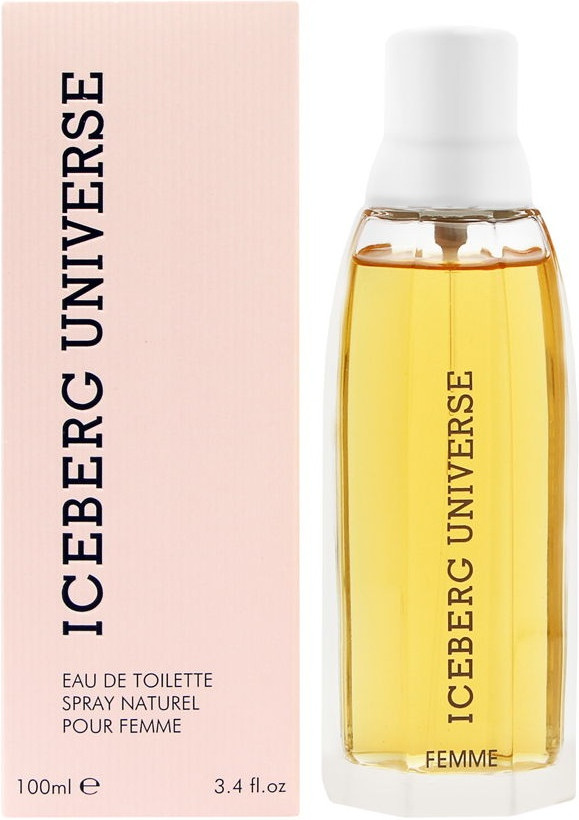 ICEBERG UNIVERSE
EAU DE TOILETTE
SPRAY NATUREL
POUR FEMME
100ml ℮
3.4 fl.oz
ICEBERG UNIVERSE
FEMME